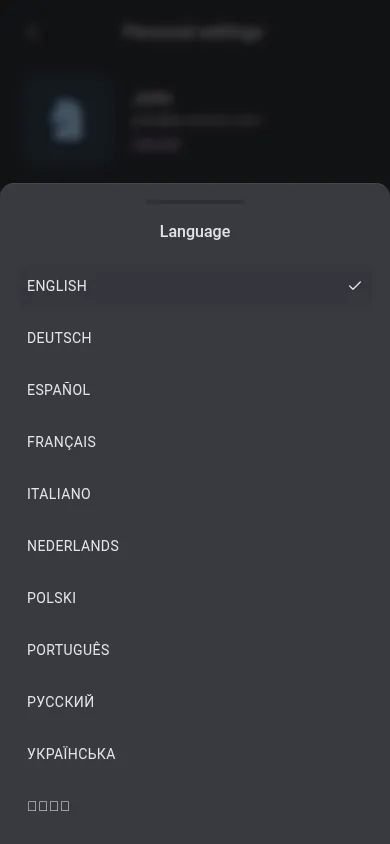 Language
ENGLISH
DEUTSCH
ESPAÑOL
FRANÇAIS
ITALIANO
NEDERLANDS
POLSKI
PORTUGUÊS
РУССКИЙ
УКРАЇНСЬКА